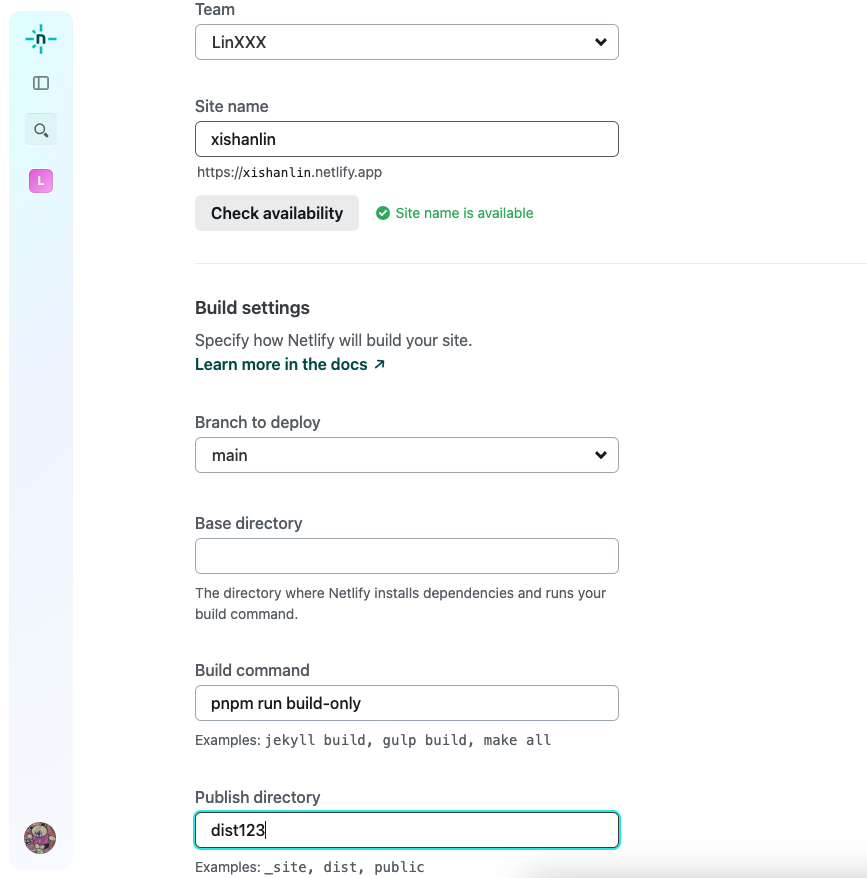 Team
LinXXX
Site name
xishanlin
https://xishanlin.netlify.app
Check availability
Site name is available
Build settings
Specify how Netlify will build your site.
Learn more in the docs ↗
Branch to deploy
main
Base directory
The directory where Netlify installs dependencies and runs your
build command.
Build command
pnpm run build-only
Examples: jekyll build, gulp build, make all
Publish directory
dist123
Examples: _site, dist, public
n
L